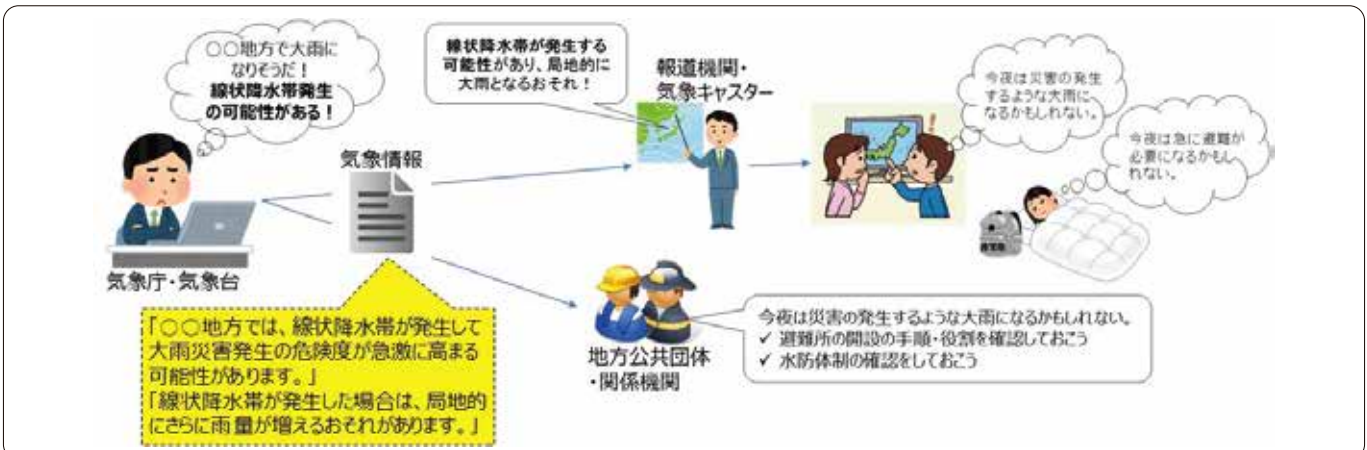 〇〇地方で大雨に
なりそうだ！
線状降水帯発生
の可能性がある！
気象庁・気象台
気象情報
「〇〇地方では、線状降水帯が発生して
大雨災害発生の危険度が急激に高まる
可能性があります。」
「線状降水帯が発生した場合は、局地的
にさらに雨量が増えるおそれがあります。」
線状降水帯が発生する
可能性があり、局地的に
大雨となるおそれ！
報道機関・
気象キャスター
今夜は災害の発生
するような大雨に
なるかもしれない。
今夜は急に避難が
必要になるかもし
れない。
地方公共団体
・関係機関
今夜は災害の発生するような大雨になるかもしれない。
✓ 避難所の開設の手順・役割を確認しておこう
✓ 水防体制の確認をしておこう